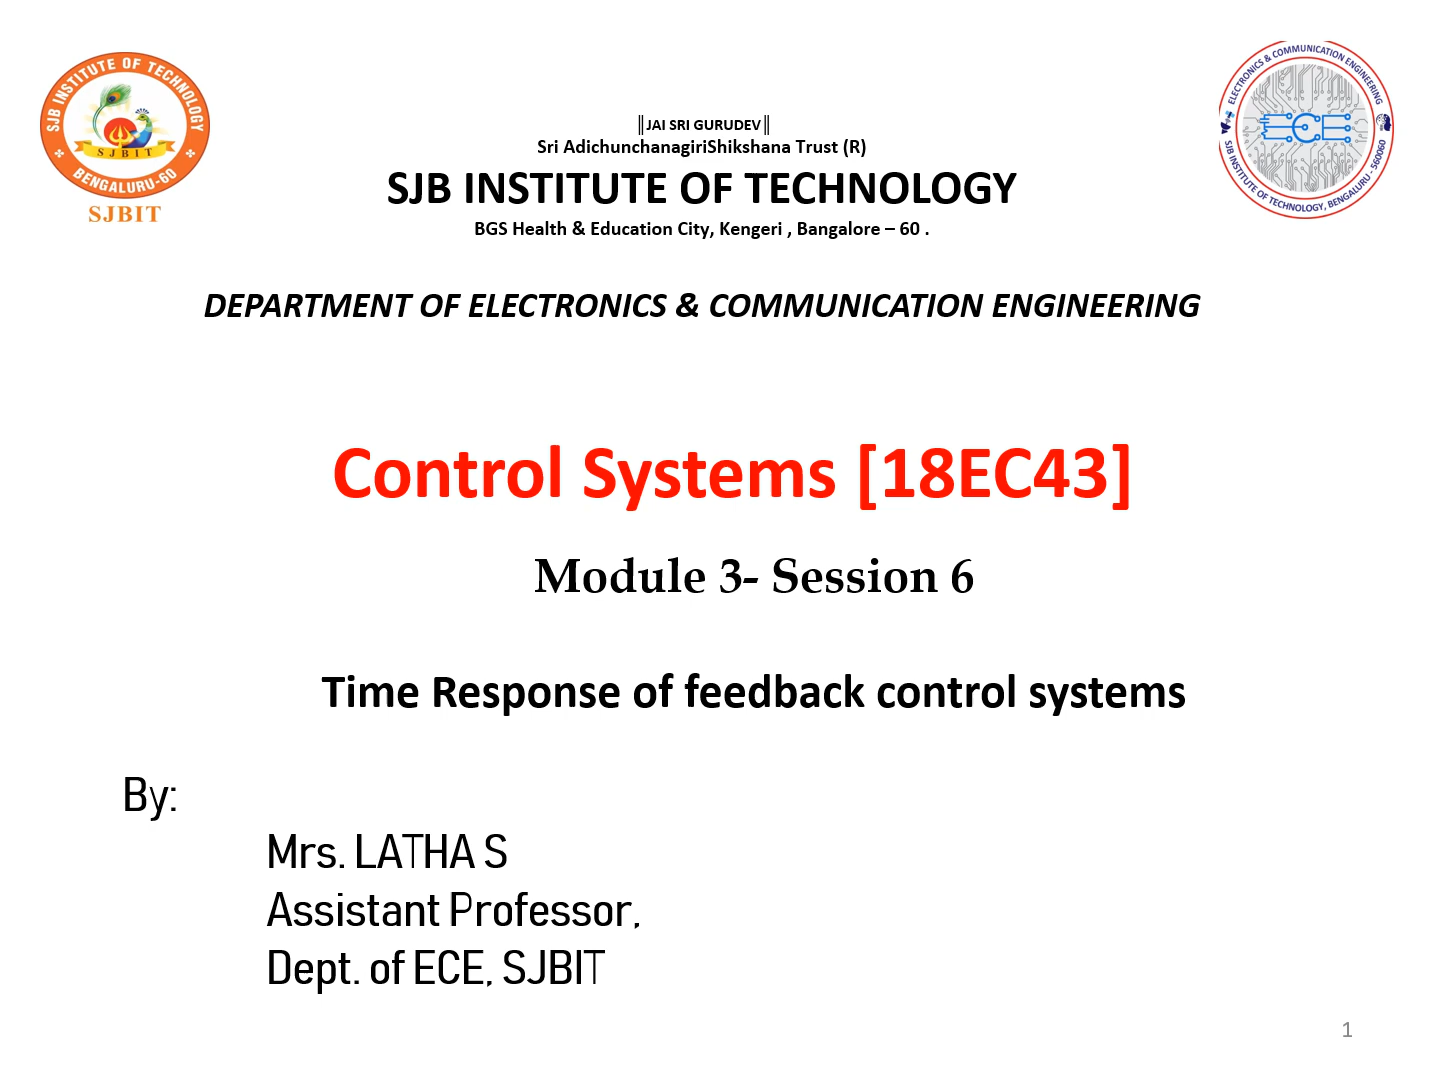 SJB INSTITUTE OF TECHNOLOGY
S J B I T
BENGALURU-60
SJBIT
║JAI SRI GURUDEV║
Sri AdichunchanagiriShikshana Trust (R)
SJB INSTITUTE OF TECHNOLOGY
BGS Health & Education City, Kengeri , Bangalore – 60 .
ELECTRONICS & COMMUNICATION ENGINEERING
ECE
SJB INSTITUTE OF TECHNOLOGY, BENGALURU - 560060
DEPARTMENT OF ELECTRONICS & COMMUNICATION ENGINEERING
Control Systems [18EC43]
Module 3- Session 6
Time Response of feedback control systems
By:
Mrs. LATHA S
Assistant Professor,
Dept. of ECE, SJBIT
1